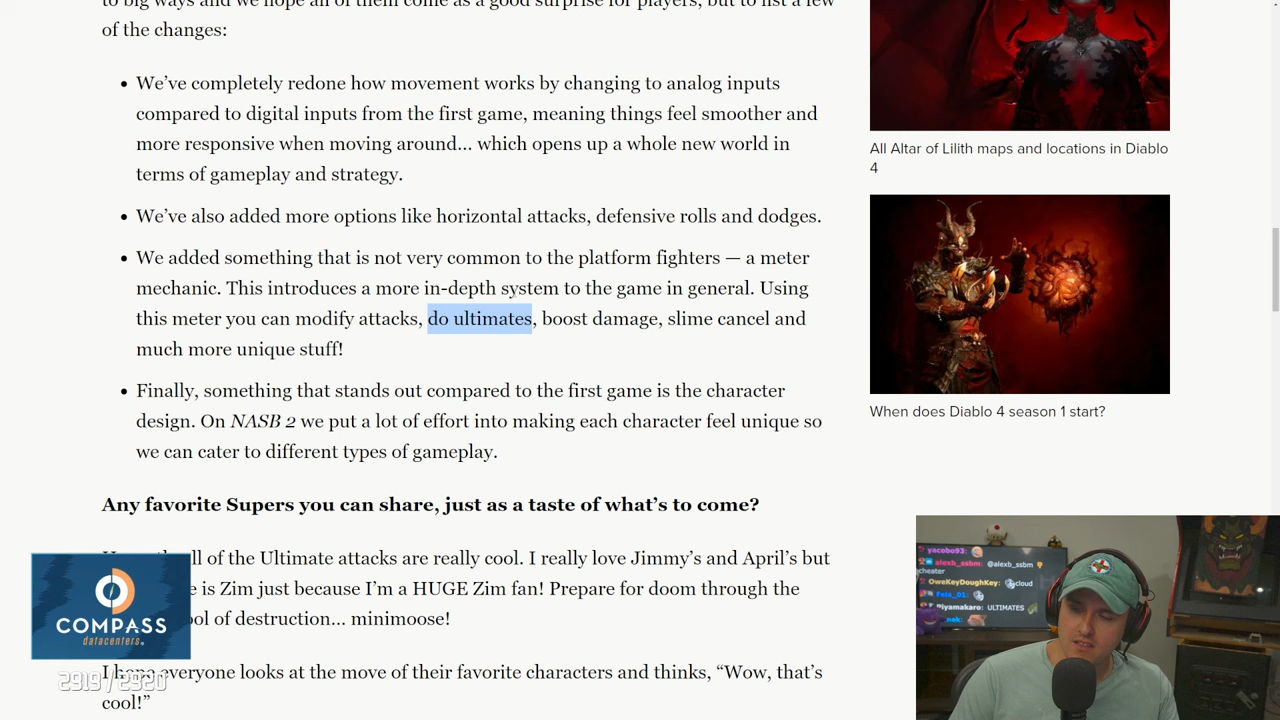 to big ways and we hope all of them come as a good surprise for players, but to list a few
of the changes:
We’ve completely redone how movement works by changing to analog inputs
compared to digital inputs from the first game, meaning things feel smoother and
more responsive when moving around… which opens up a whole new world in
terms of gameplay and strategy.
We’ve also added more options like horizontal attacks, defensive rolls and dodges.
We added something that is not very common to the platform fighters — a meter
mechanic. This introduces a more in-depth system to the game in general. Using
this meter you can modify attacks, do ultimates, boost damage, slime cancel and
much more unique stuff!
Finally, something that stands out compared to the first game is the character
design. On NASB 2 we put a lot of effort into making each character feel unique so
we can cater to different types of gameplay.
Any favorite Supers you can share, just as a taste of what’s to come?
all of the Ultimate attacks are really cool. I really love Jimmy’s and April’s but
is Zim just because I’m a HUGE Zim fan! Prepare for doom through the
of destruction… minimoose!
I hope everyone looks at the move of their favorite characters and thinks, “Wow, that’s
cool!”
All Altar of Lilith maps and locations in Diablo
4
When does Diablo 4 season 1 start?
COMPASS
datacenters
2919/2920
yacobo93:
alexb_ssbm: @alexb_ssbm
cheater
OweKeyDoughKey: cloud
ULTIMATES